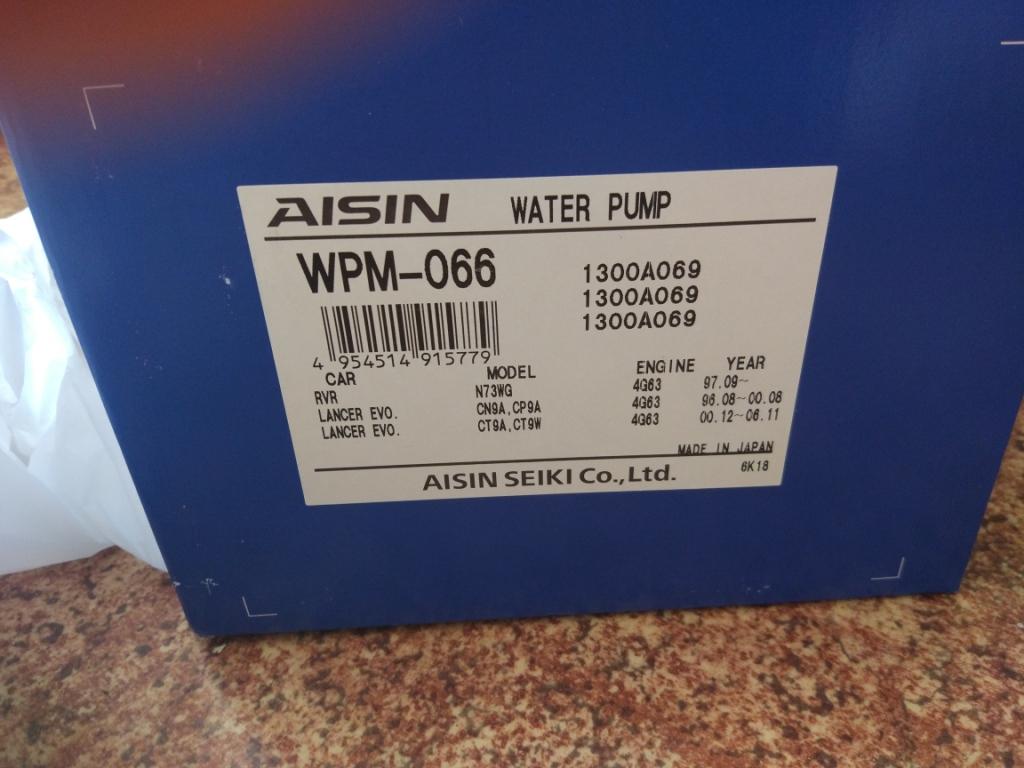 AISIN WATER PUMP
WPM-066
1300A069
1300A069
1300A069
4 954514 915779
CAR MODEL ENGINE YEAR
RVR N73WG 4G63 97.09~
LANCER EVO. CN9A,CP9A 4G63 96.08~00.08
LANCER EVO. CT9A,CT9W 4G63 00.12~06.11
MADE IN JAPAN
AISIN SEIKI Co.,Ltd. 6K18